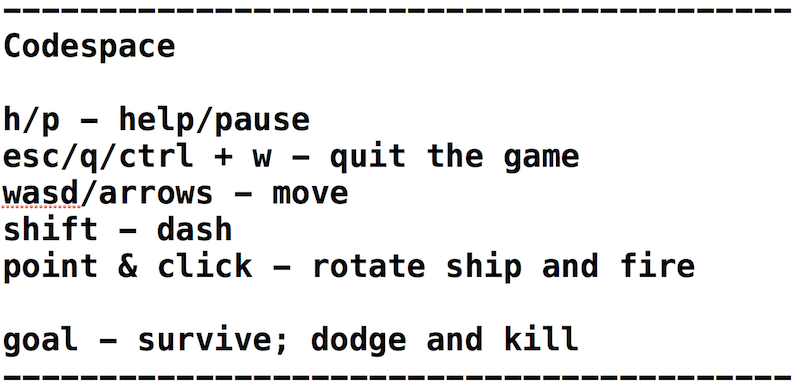 -----------------------------------------
Codespace
h/p – help/pause
esc/q/ctrl + w – quit the game
wasd/arrows – move
shift – dash
point & click – rotate ship and fire
goal – survive; dodge and kill
-----------------------------------------